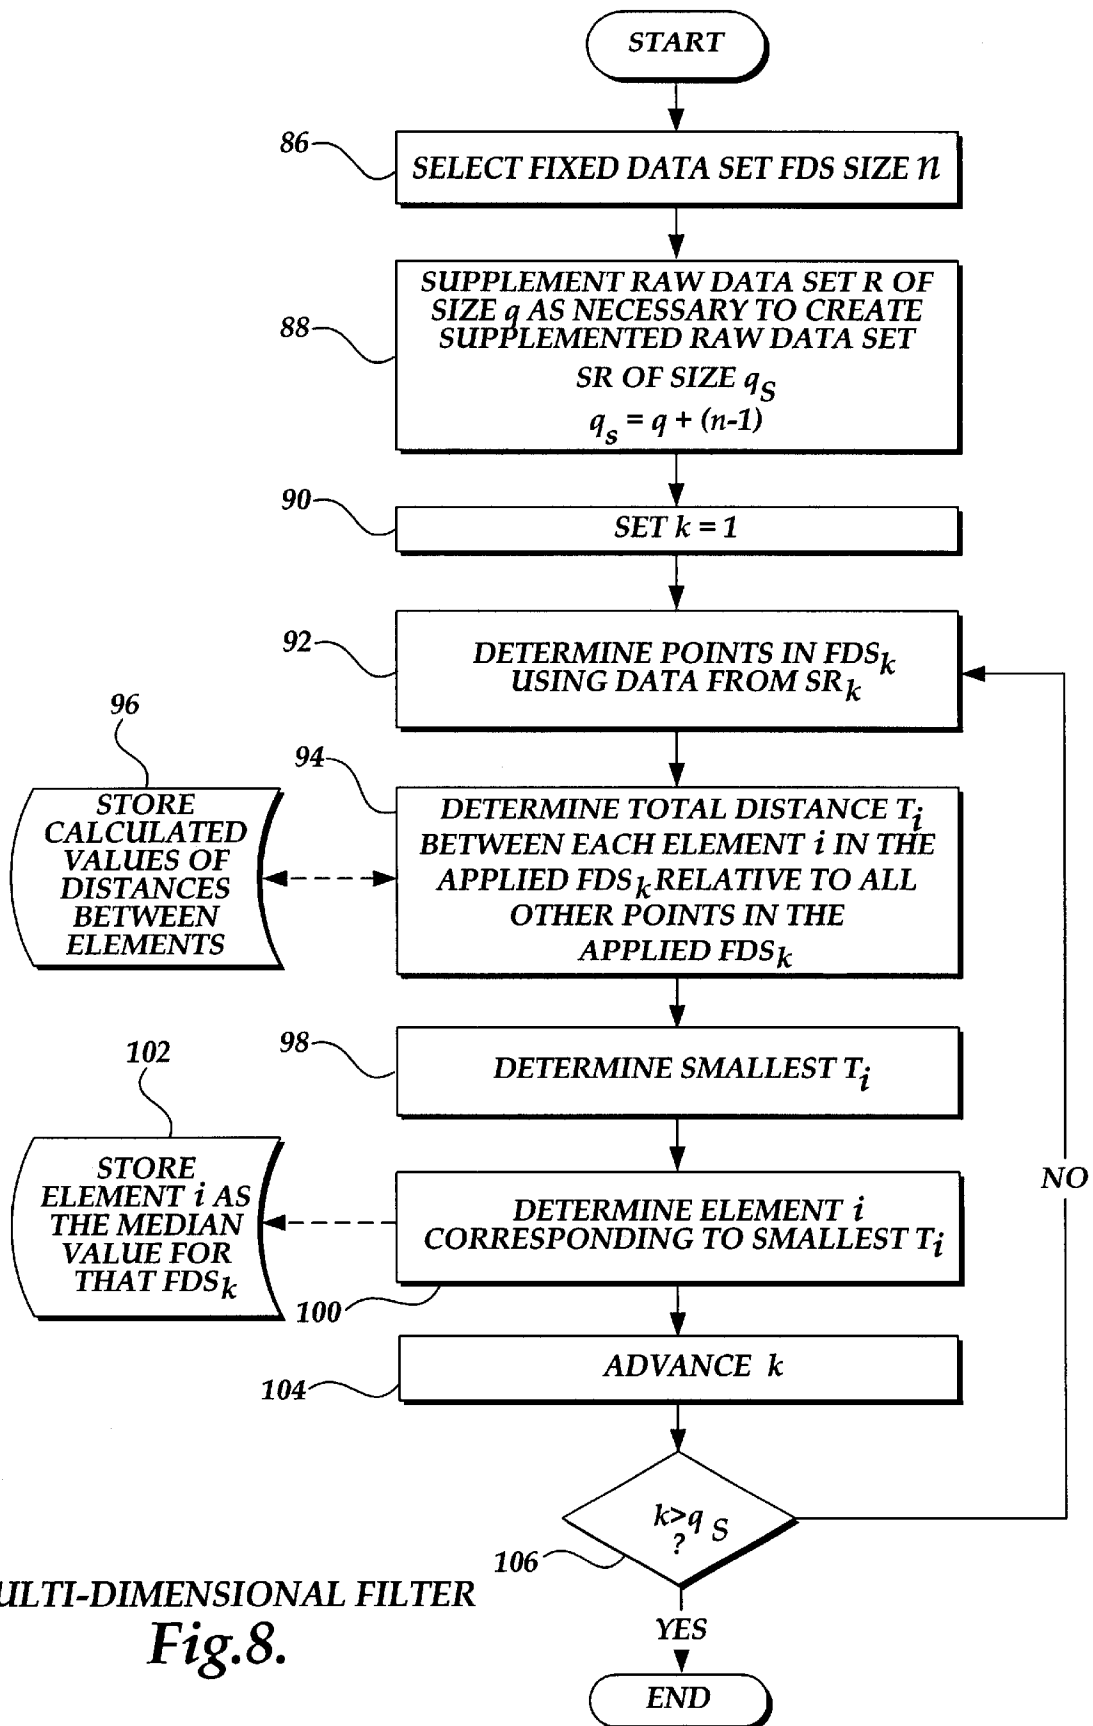 START
86
SELECT FIXED DATA SET FDS SIZE n
88
SUPPLEMENT RAW DATA SET R OF
SIZE q AS NECESSARY TO CREATE
SUPPLEMENTED RAW DATA SET
SR OF SIZE qS
qs = q + (n-1)
90
SET k = 1
92
DETERMINE POINTS IN FDSk
USING DATA FROM SRk
96
STORE
CALCULATED
VALUES OF
DISTANCES
BETWEEN
ELEMENTS
94
DETERMINE TOTAL DISTANCE Ti
BETWEEN EACH ELEMENT i IN THE
APPLIED FDSk RELATIVE TO ALL
OTHER POINTS IN THE
APPLIED FDSk
98
DETERMINE SMALLEST Ti
102
STORE
ELEMENT i AS
THE MEDIAN
VALUE FOR
THAT FDSk
DETERMINE ELEMENT i
CORRESPONDING TO SMALLEST Ti
100
NO
ADVANCE k
104
k>qS
?
106
YES
END
ULTI-DIMENSIONAL FILTER
Fig.8.